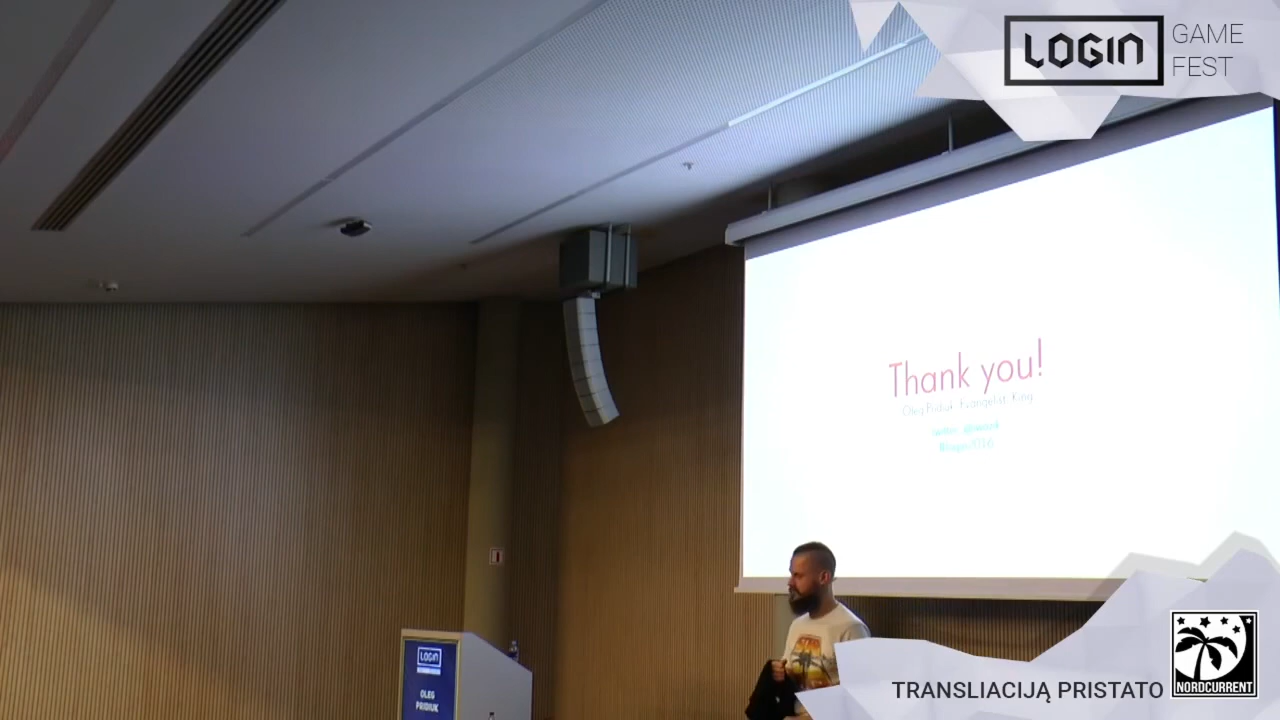 LOGIN
GAME
FEST
Thank you!
Oleg Pridiuk, Evangelist, King
LOGIN
OLEG
PRIDIUK
TRANSLIACIJĄ PRISTATO
NORDCURRENT